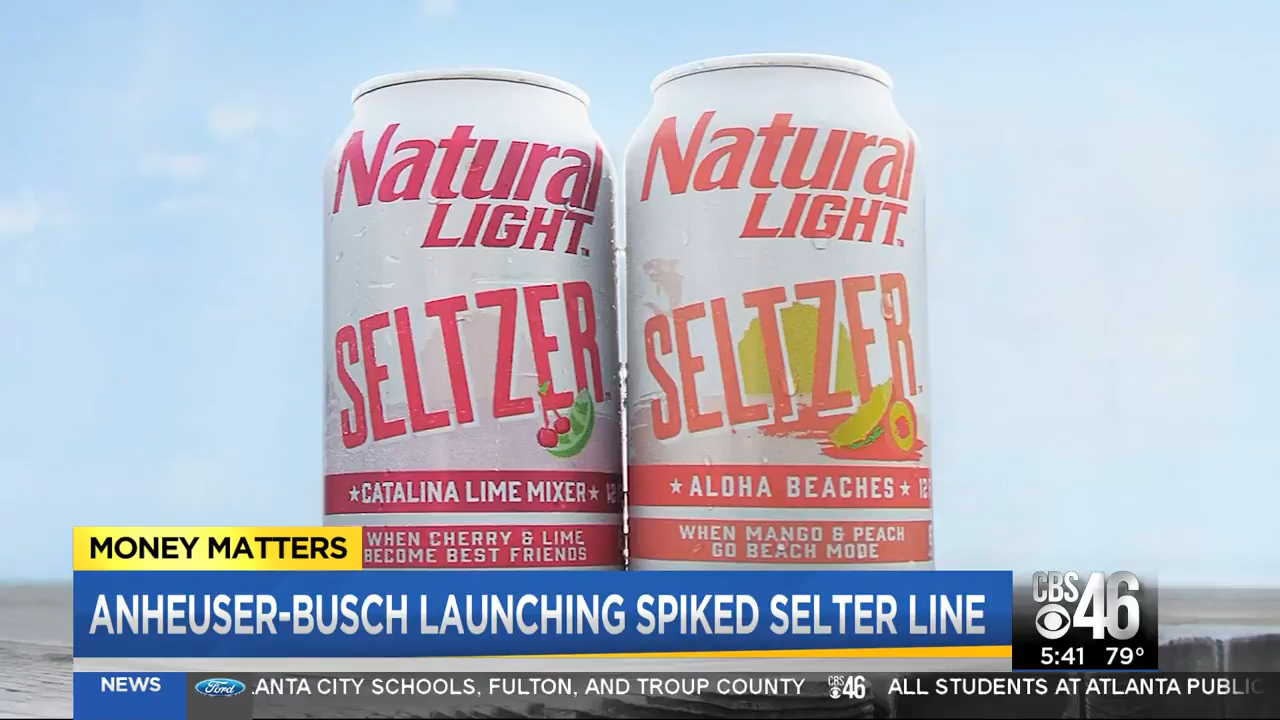 Natural
LIGHT
SELTZER
★CATALINA LIME MIXER★ 12
WHEN CHERRY & LIME
BECOME BEST FRIENDS
Natural
LIGHT
SELTZER
★ ALOHA BEACHES ★ 12
WHEN MANGO & PEACH
GO BEACH MODE
MONEY MATTERS
ANHEUSER-BUSCH LAUNCHING SPIKED SELTER LINE
CBS 46
5:41 79°
NEWS
Ford
.ANTA CITY SCHOOLS, FULTON, AND TROUP COUNTY CBS 46 ALL STUDENTS AT ATLANTA PUBLIC